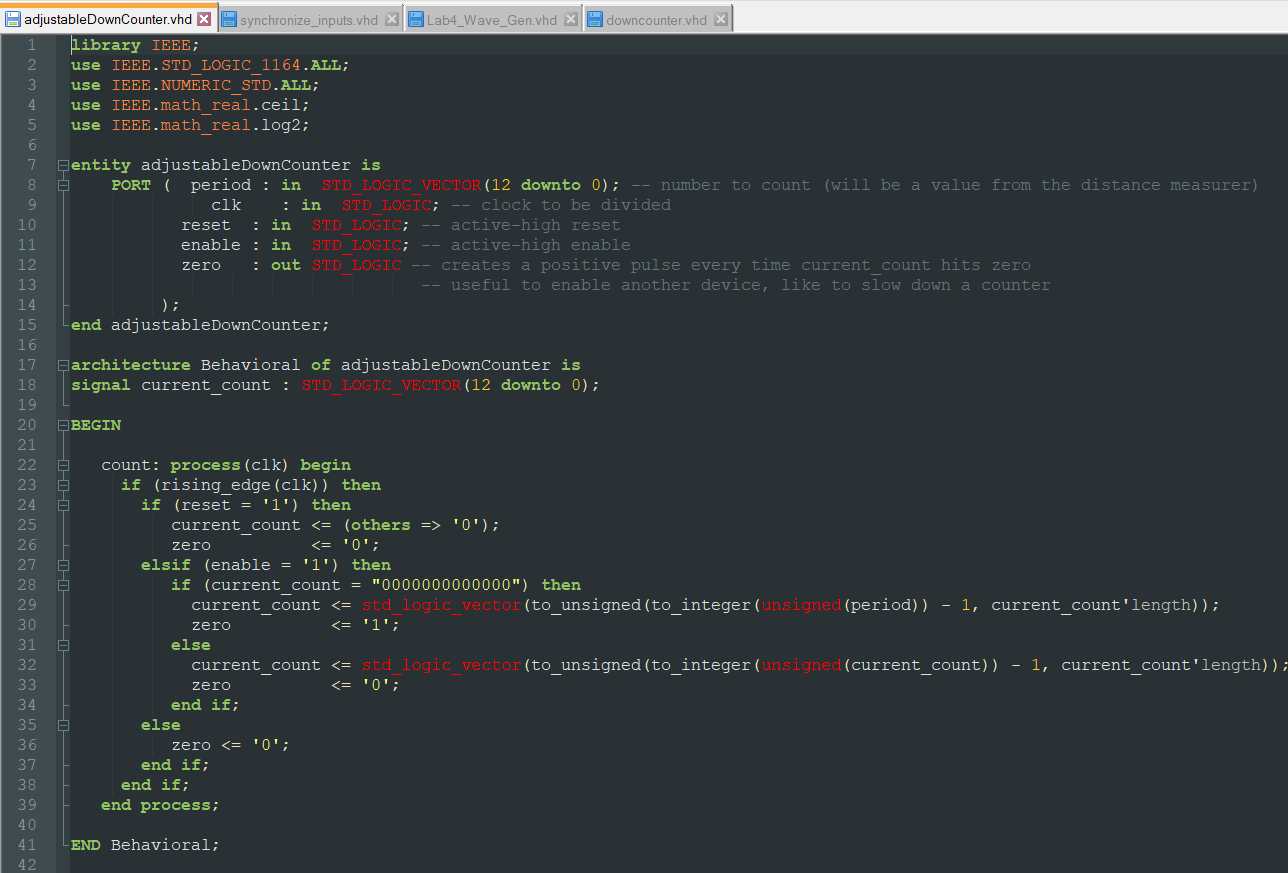 adjustableDownCounter.vhd synchronize_inputs.vhd Lab4_Wave_Gen.vhd downcounter.vhd
1 library IEEE;
2 use IEEE.STD_LOGIC_1164.ALL;
3 use IEEE.NUMERIC_STD.ALL;
4 use IEEE.math_real.ceil;
5 use IEEE.math_real.log2;
6
7 entity adjustableDownCounter is
8 PORT ( period : in STD_LOGIC_VECTOR(12 downto 0); -- number to count (will be a value from the distance measurer)
9 clk : in STD_LOGIC; -- clock to be divided
10 reset : in STD_LOGIC; -- active-high reset
11 enable : in STD_LOGIC; -- active-high enable
12 zero : out STD_LOGIC -- creates a positive pulse every time current_count hits zero
13 -- useful to enable another device, like to slow down a counter
14 );
15 end adjustableDownCounter;
16
17 architecture Behavioral of adjustableDownCounter is
18 signal current_count : STD_LOGIC_VECTOR(12 downto 0);
19
20 BEGIN
21
22 count: process(clk) begin
23 if (rising_edge(clk)) then
24 if (reset = '1') then
25 current_count <= (others => '0');
26 zero <= '0';
27 elsif (enable = '1') then
28 if (current_count = "0000000000000") then
29 current_count <= std_logic_vector(to_unsigned(to_integer(unsigned(period)) - 1, current_count'length));
30 zero <= '1';
31 else
32 current_count <= std_logic_vector(to_unsigned(to_integer(unsigned(current_count)) - 1, current_count'length));
33 zero <= '0';
34 end if;
35 else
36 zero <= '0';
37 end if;
38 end if;
39 end process;
40
41 END Behavioral;
42